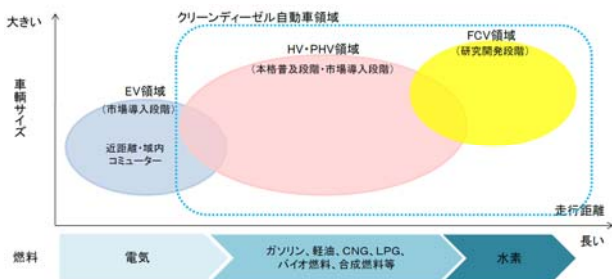 クリーンディーゼル自動車領域
大きい
FCV領域
(研究開発段階)
HV・PHV領域
(本格普及段階・市場導入段階)
EV領域
(市場導入段階)
車輌サイズ
近距離・域内
コミューター
走行距離
長い
燃料
電気
ガソリン、軽油、CNG、LPG、
バイオ燃料、合成燃料等
水素